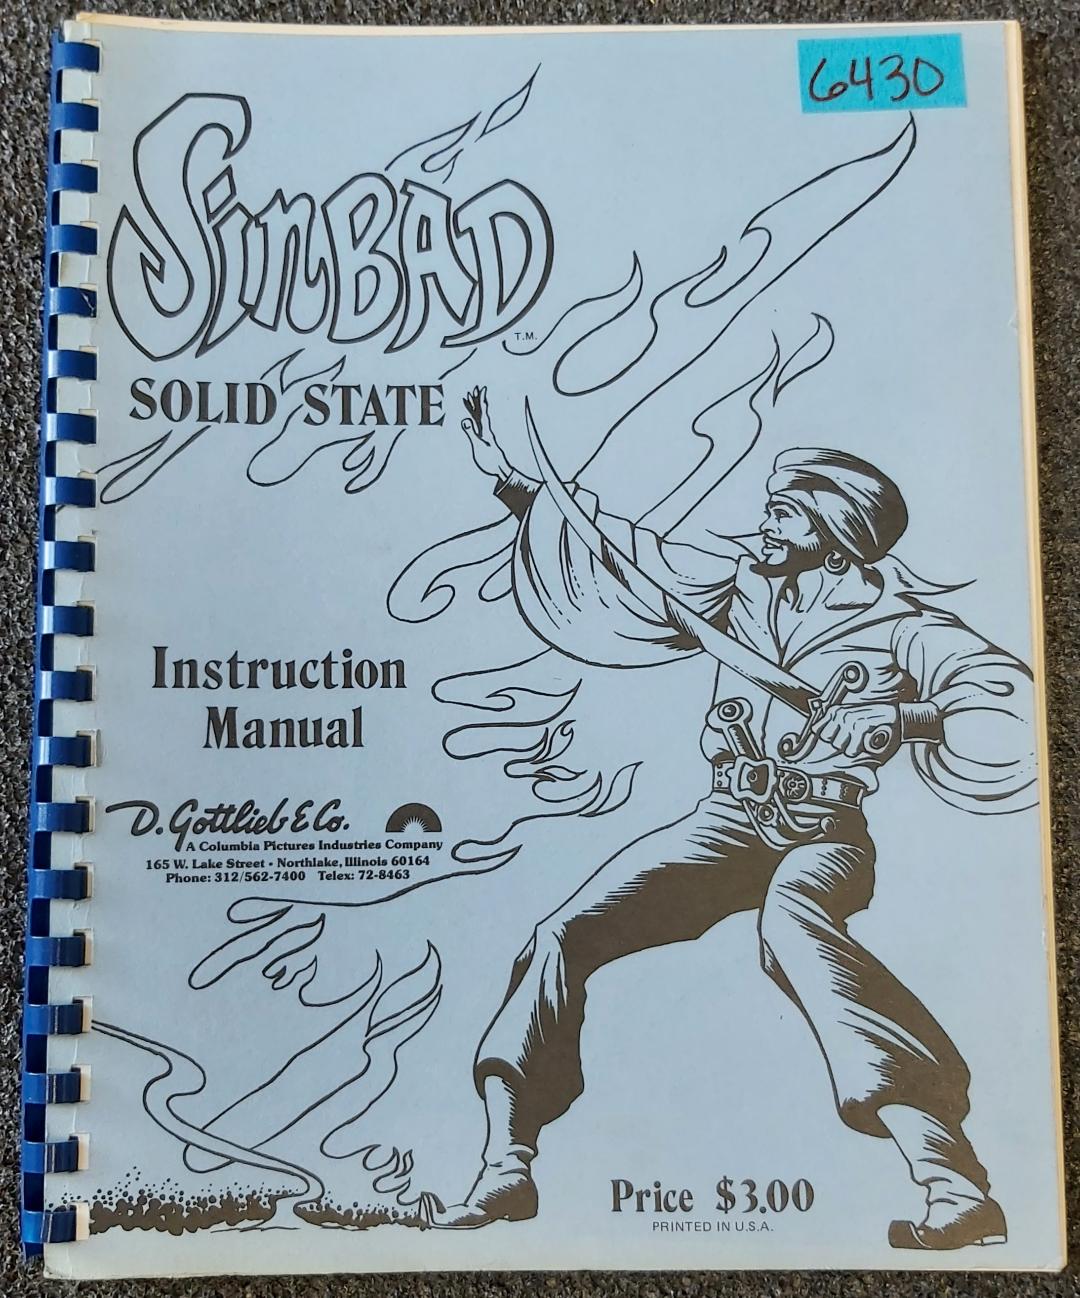 6430
SinBAD
T.M.
SOLID STATE
Instruction
Manual
D. Gottlieb & Co.
A Columbia Pictures Industries Company
165 W. Lake Street • Northlake, Illinois 60164
Phone: 312/562-7400 Telex: 72-8463
Price $3.00
PRINTED IN U.S.A.